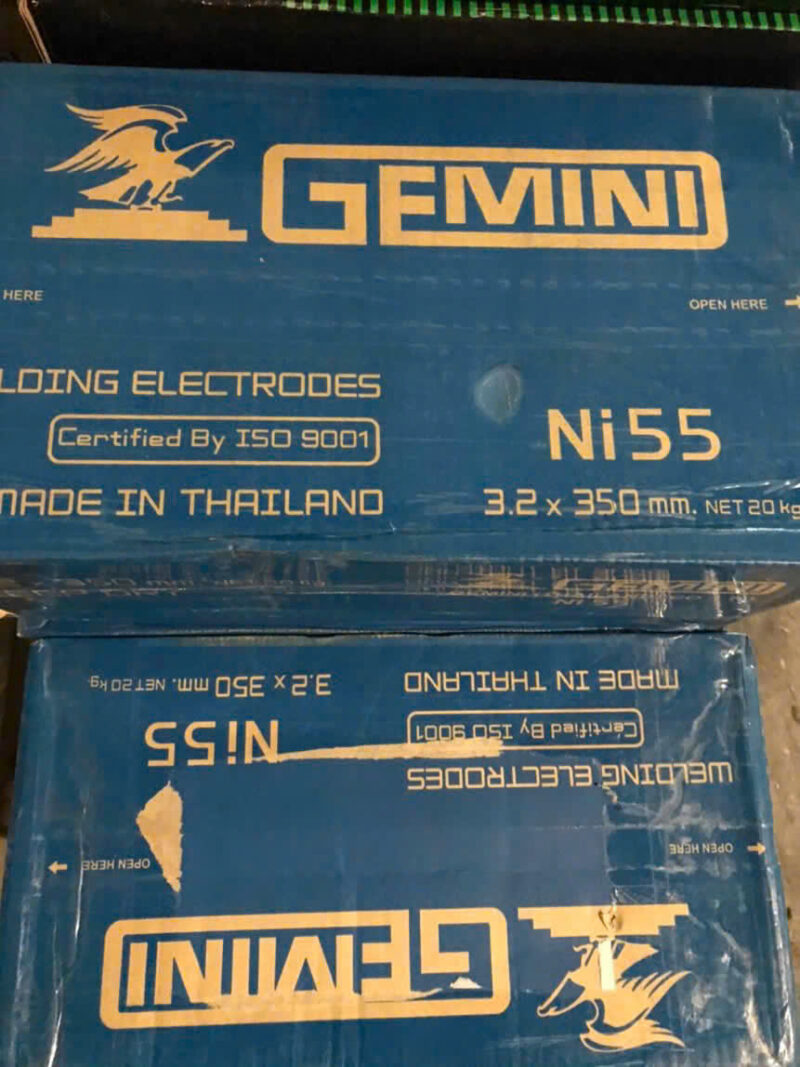 GEMINI
HERE
OPEN HERE
LDING ELECTRODES
Certified By ISO 9001
Ni55
MADE IN THAILAND
3.2 x 350 mm. NET 20 kg
MADE IN THAILAND
3.2 x 350 mm. NET 20 kg.
Certified By ISO 9001
Ni55
WELDING ELECTRODES
OPEN HERE
OPEN HERE
GEMINI